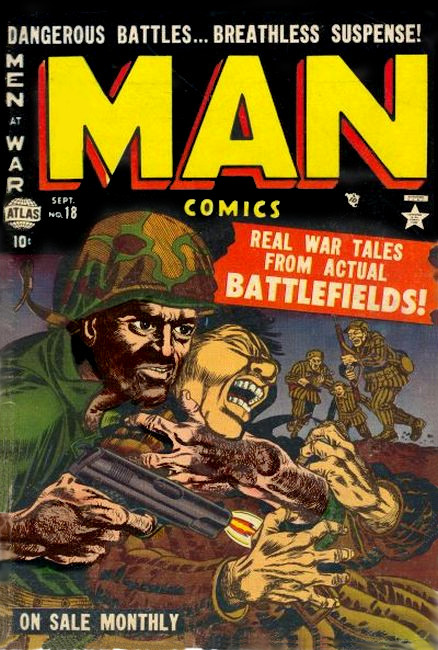 DANGEROUS BATTLES... BREATHLESS SUSPENSE!
MEN AT WAR
MAN
COMICS
ATLAS
SEPT.
NO. 18
10¢
REAL WAR TALES
FROM ACTUAL
BATTLEFIELDS!
ON SALE MONTHLY